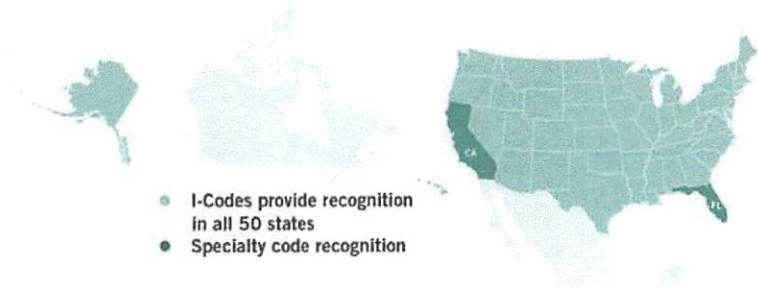 CA
FL
I-Codes provide recognition
in all 50 states
Specialty code recognition